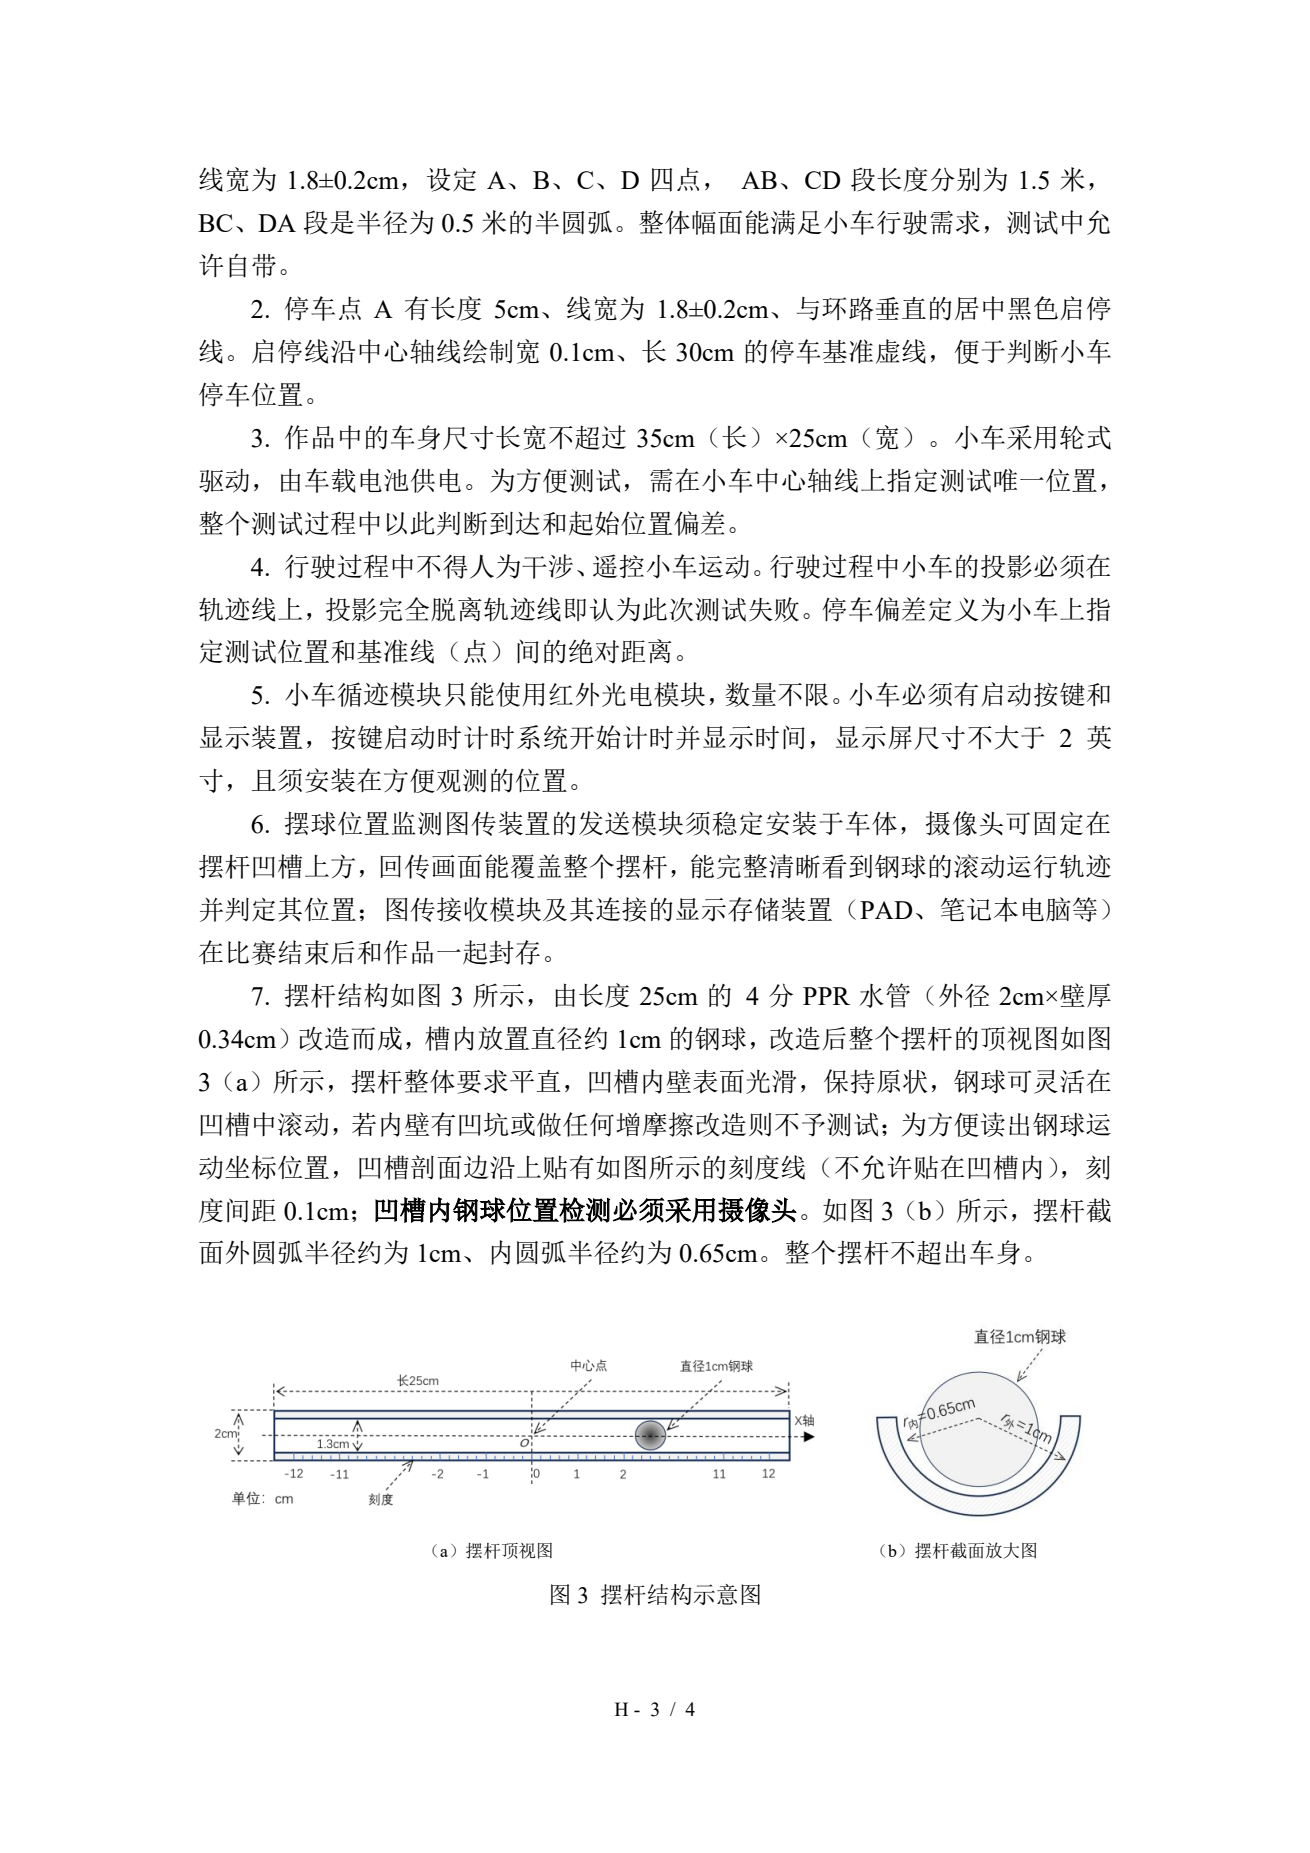 线宽为 1.8±0.2cm，设定 A、B、C、D 四点， AB、CD 段长度分别为 1.5 米，
BC、DA 段是半径为 0.5 米的半圆弧。整体幅面能满足小车行驶需求，测试中允
许自带。
2. 停车点 A 有长度 5cm、线宽为 1.8±0.2cm、与环路垂直的居中黑色启停
线。启停线沿中心轴线绘制宽 0.1cm、长 30cm 的停车基准虚线，便于判断小车
停车位置。
3. 作品中的车身尺寸长宽不超过 35cm（长）×25cm（宽）。小车采用轮式
驱动，由车载电池供电。为方便测试，需在小车中心轴线上指定测试唯一位置，
整个测试过程中以此判断到达和起始位置偏差。
4. 行驶过程中不得人为干涉、遥控小车运动。行驶过程中小车的投影必须在
轨迹线上，投影完全脱离轨迹线即认为此次测试失败。停车偏差定义为小车上指
定测试位置和基准线（点）间的绝对距离。
5. 小车循迹模块只能使用红外光电模块，数量不限。小车必须有启动按键和
显示装置，按键启动时计时系统开始计时并显示时间，显示屏尺寸不大于 2 英
寸，且须安装在方便观测的位置。
6. 摆球位置监测图传装置的发送模块须稳定安装于车体，摄像头可固定在
摆杆凹槽上方，回传画面能覆盖整个摆杆，能完整清晰看到钢球的滚动运行轨迹
并判定其位置；图传接收模块及其连接的显示存储装置（PAD、笔记本电脑等）
在比赛结束后和作品一起封存。
7. 摆杆结构如图 3 所示，由长度 25cm 的 4 分 PPR 水管（外径 2cm×壁厚
0.34cm）改造而成，槽内放置直径约 1cm 的钢球，改造后整个摆杆的顶视图如图
3（a）所示，摆杆整体要求平直，凹槽内壁表面光滑，保持原状，钢球可灵活在
凹槽中滚动，若内壁有凹坑或做任何增摩擦改造则不予测试；为方便读出钢球运
动坐标位置，凹槽剖面边沿上贴有如图所示的刻度线（不允许贴在凹槽内），刻
度间距 0.1cm；凹槽内钢球位置检测必须采用摄像头。如图 3（b）所示，摆杆截
面外圆弧半径约为 1cm、内圆弧半径约为 0.65cm。整个摆杆不超出车身。
直径1cm钢球
中心点 直径1cm钢球
长25cm
r内=0.65cm r外=1cm
X轴
2cm
1.3cm O
-12 -11 -2 -1 0 1 2 11 12
单位：cm 刻度
（a）摆杆顶视图 （b）摆杆截面放大图
图 3 摆杆结构示意图
H - 3 / 4